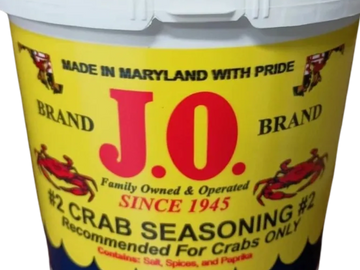 MADE IN MARYLAND WITH PRIDE
BRAND J.O. BRAND
Family Owned & Operated
SINCE 1945
#2 CRAB SEASONING #2
Recommended For Crabs ONLY
Contains: Salt, Spices, and Paprika